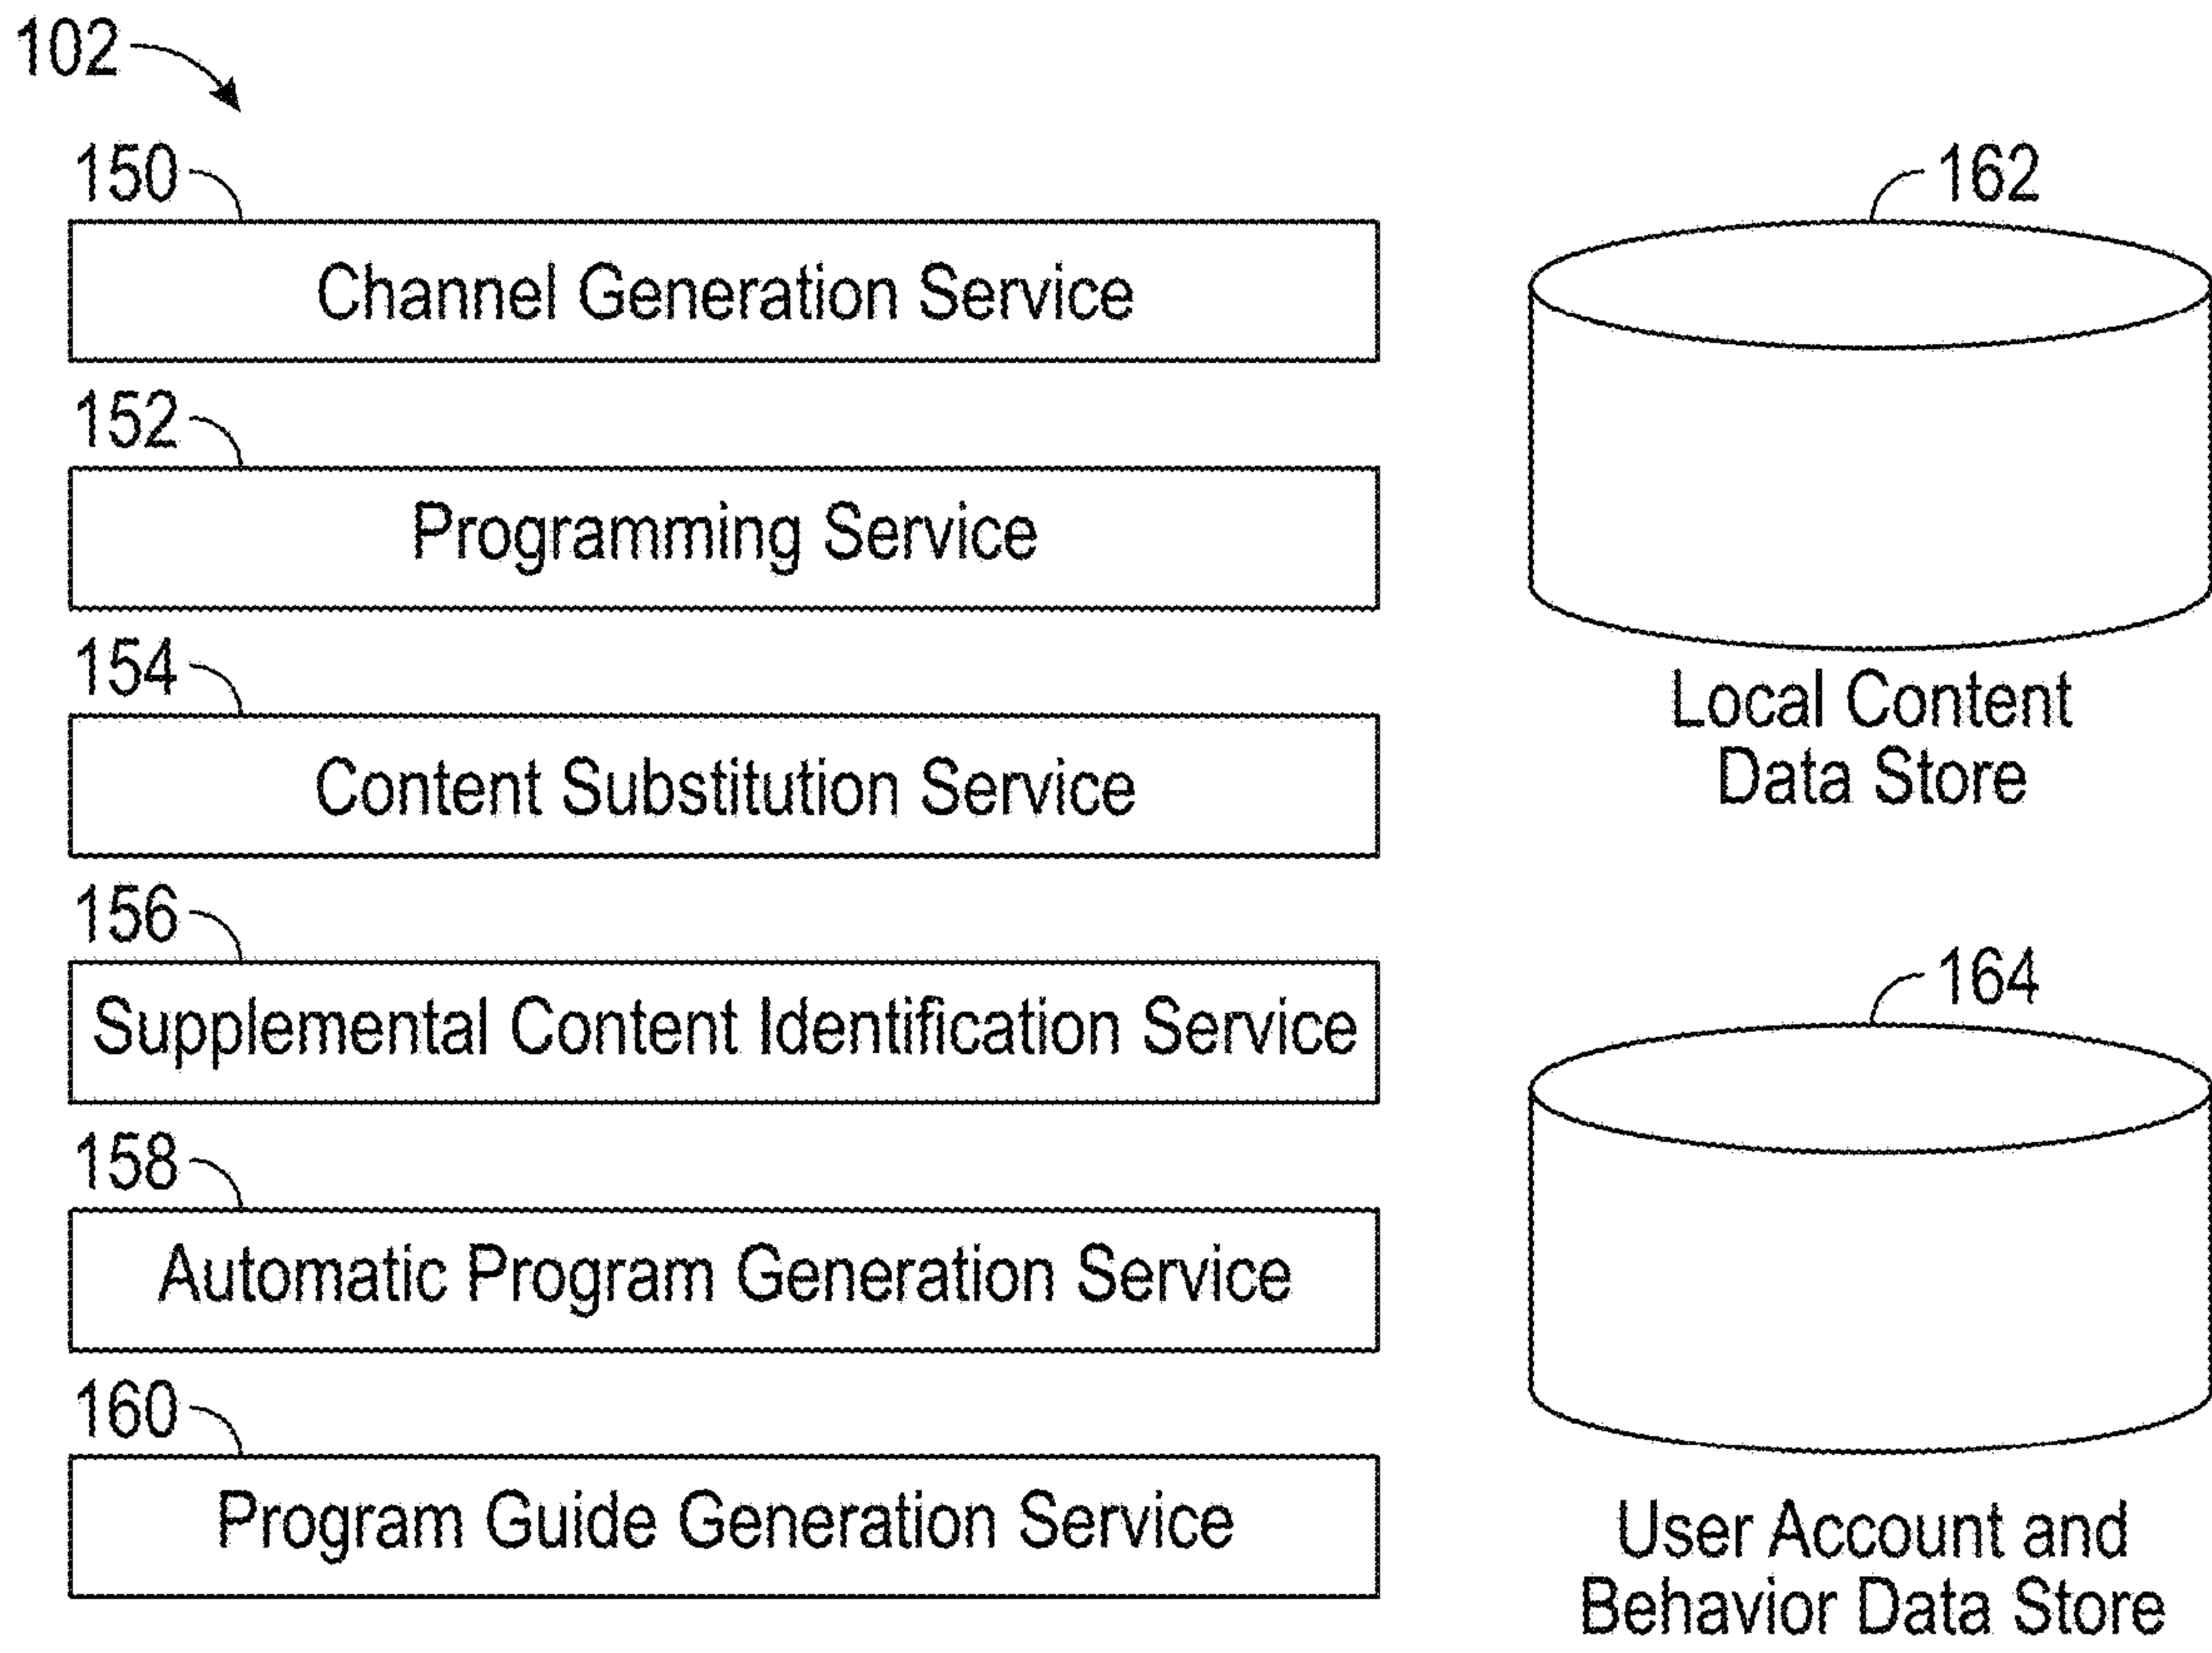 102
150
Channel Generation Service
152
Programming Service
154
Content Substitution Service
156
Supplemental Content Identification Service
158
Automatic Program Generation Service
160
Program Guide Generation Service
162
Local Content
Data Store
164
User Account and
Behavior Data Store